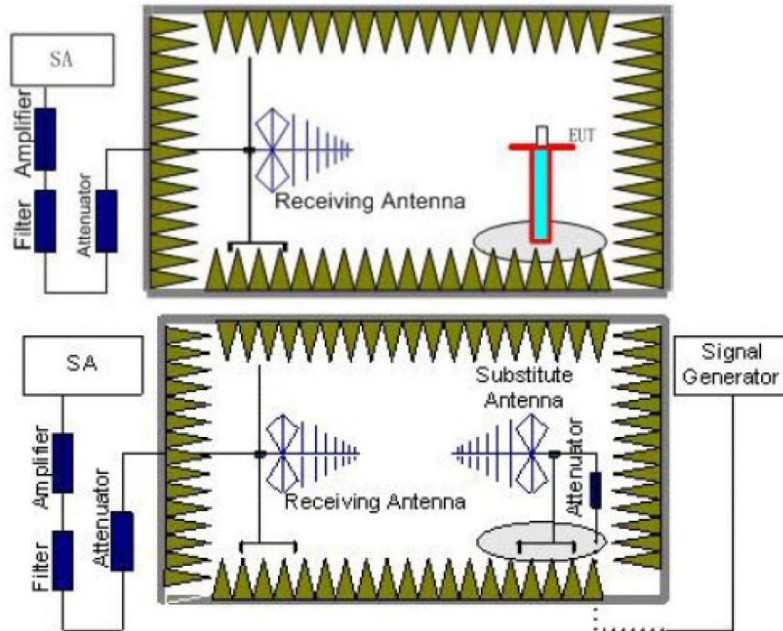 SA
Amplifier
Filter
Attenuator
Receiving Antenna
EUT
SA
Amplifier
Filter
Attenuator
Receiving Antenna
Substitute
Antenna
Attenuator
Signal
Generator